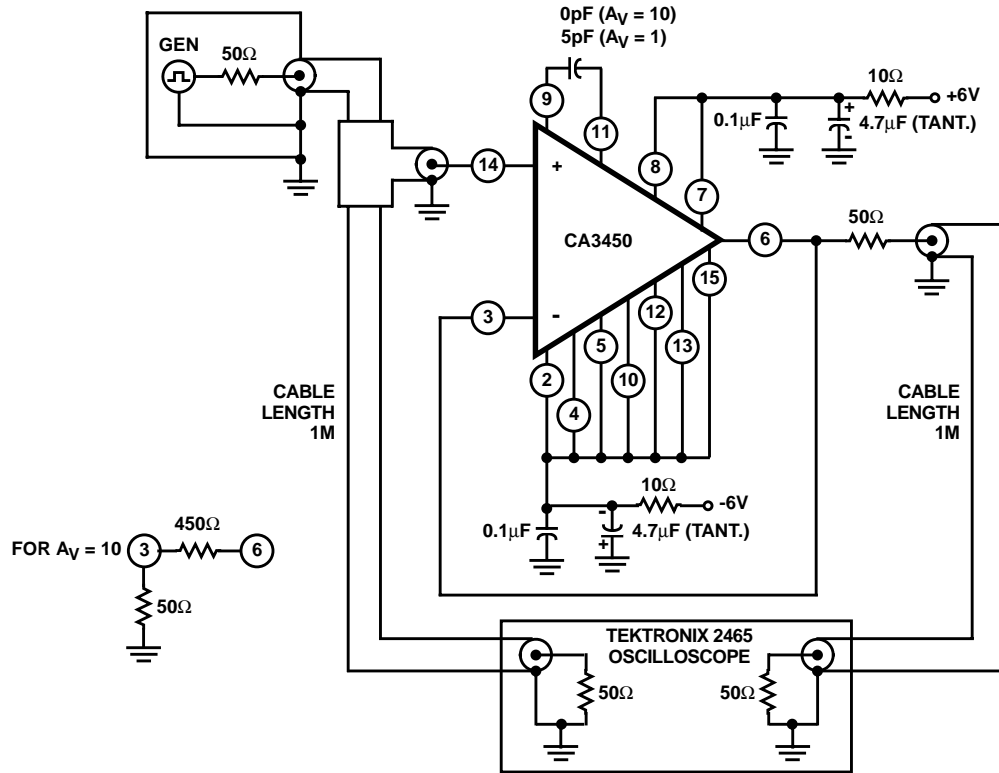 0pF (AV = 10)
5pF (AV = 1)
GEN
50Ω
9
11
10Ω
+6V
0.1μF
4.7μF (TANT.)
+
-
8
7
14
+
CA3450
6
50Ω
3
-
15
12
5
13
2
10
4
CABLE
LENGTH
1M
CABLE
LENGTH
1M
10Ω
-6V
0.1μF
-
+
4.7μF (TANT.)
FOR AV = 10
3
450Ω
6
50Ω
TEKTRONIX 2465
OSCILLOSCOPE
50Ω
50Ω